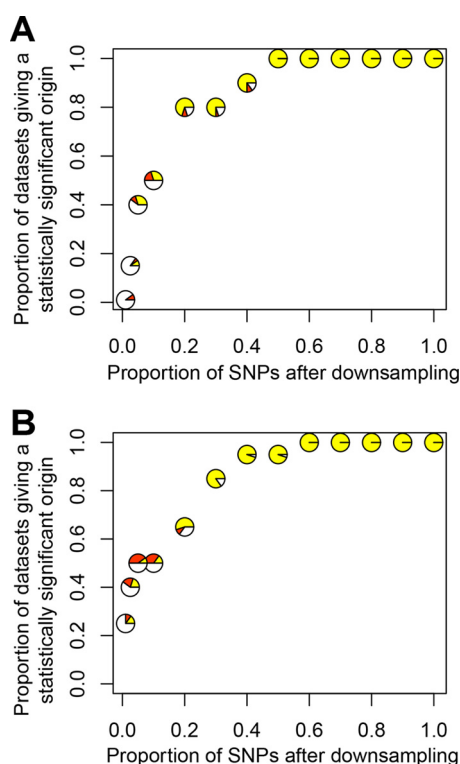 A
Proportion of datasets giving a
statistically significant origin
0.0 0.2 0.4 0.6 0.8 1.0
0.0 0.2 0.4 0.6 0.8 1.0
Proportion of SNPs after downsampling
B
Proportion of datasets giving a
statistically significant origin
0.0 0.2 0.4 0.6 0.8 1.0
0.0 0.2 0.4 0.6 0.8 1.0
Proportion of SNPs after downsampling